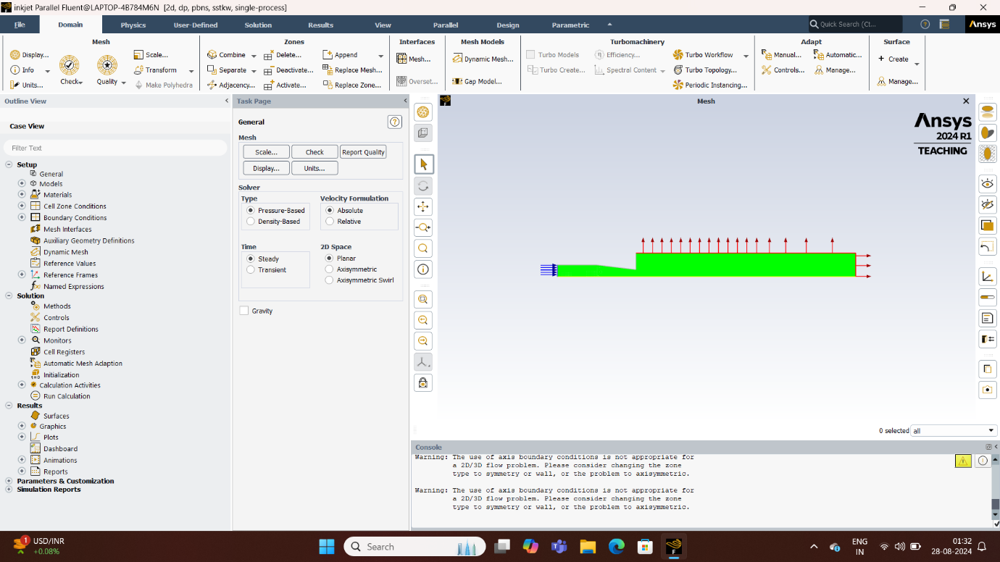 inkjet Parallel Fluent@LAPTOP-4B784M6N [2d, dp, pbns, sstkw, single-process]
File Domain Physics User-Defined Solution Results View Parallel Design Parametric
Quick Search (Ct...
Ansys
Mesh
Display...
Info
Units...
Check
Quality
Scale...
Transform
Make Polyhedra
Zones
Combine
Separate
Adjacency...
Delete...
Deactivate...
Activate...
Append
Replace Mesh...
Replace Zone...
Interfaces
Mesh...
Overset...
Mesh Models
Dynamic Mesh...
Gap Model...
Turbomachinery
Turbo Models
Turbo Create...
Efficiency...
Spectral Content
Turbo Workflow
Turbo Topology...
Periodic Instancing...
Adapt
Manual...
Controls...
Automatic...
Manage...
Surface
Create
Manage...
Outline View
Case View
Filter Text
Setup
General
Models
Materials
Cell Zone Conditions
Boundary Conditions
Mesh Interfaces
Auxiliary Geometry Definitions
Dynamic Mesh
Reference Values
Reference Frames
Named Expressions
Solution
Methods
Controls
Report Definitions
Monitors
Cell Registers
Automatic Mesh Adaption
Initialization
Calculation Activities
Run Calculation
Results
Surfaces
Graphics
Plots
Dashboard
Animations
Reports
Parameters & Customization
Simulation Reports
Task Page
General
Mesh
Scale... Check Report Quality
Display... Units...
Solver
Type
Pressure-Based
Density-Based
Velocity Formulation
Absolute
Relative
Time
Steady
Transient
2D Space
Planar
Axisymmetric
Axisymmetric Swirl
Gravity
Mesh
Ansys
2024 R1
TEACHING
0 selected all
Console
Warning: The use of axis boundary conditions is not appropriate for
a 2D/3D flow problem. Please consider changing the zone
type to symmetry or wall, or the problem to axisymmetric.
Warning: The use of axis boundary conditions is not appropriate for
a 2D/3D flow problem. Please consider changing the zone
type to symmetry or wall, or the problem to axisymmetric.
1
USD/INR
+0.08%
Search
F
ENG
IN
01:32
28-08-2024